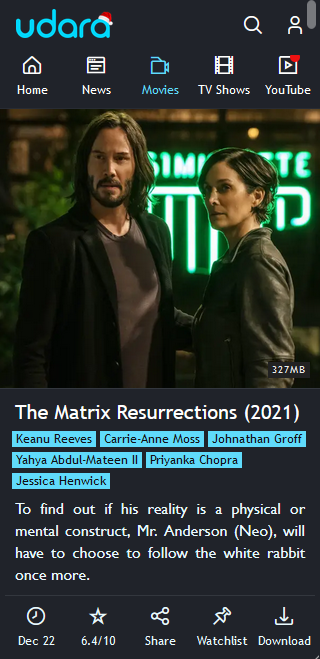 udara
Home News Movies TV Shows YouTube
SIMULATTE
327MB
The Matrix Resurrections (2021)
Keanu Reeves Carrie-Anne Moss Johnathan Groff
Yahya Abdul-Mateen II Priyanka Chopra
Jessica Henwick
To find out if his reality is a physical or
mental construct, Mr. Anderson (Neo), will
have to choose to follow the white rabbit
once more.
Dec 22 6.4/10 Share Watchlist Download